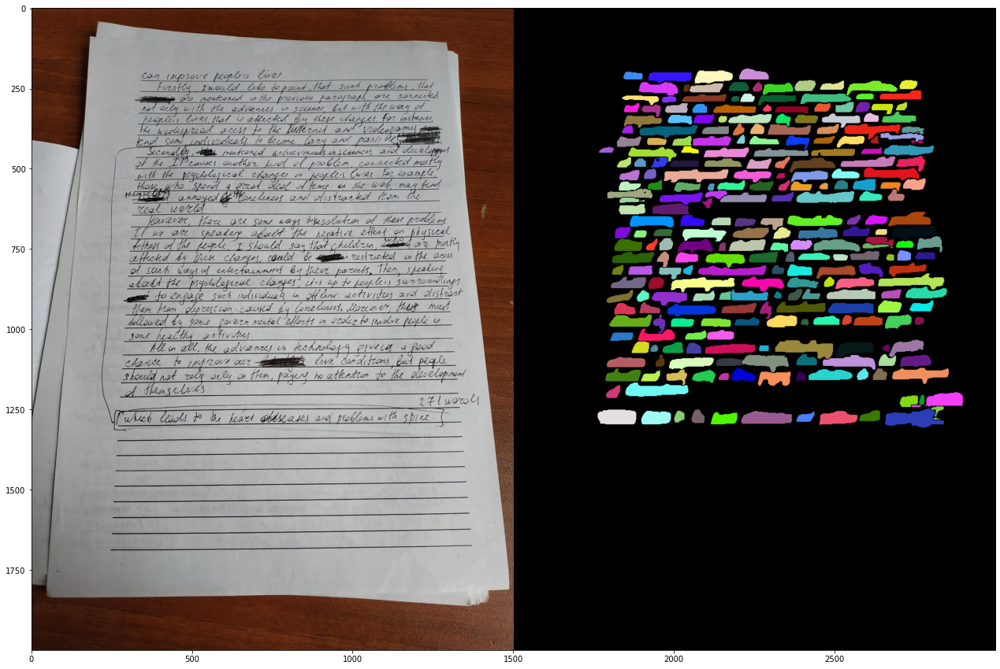 can improve people's lives
Firstly I would like to point, that such problems, that
are mentioned in the previous paragraph, are connected
not only with the advances in science but with the way of
people's lives, that is affected by these changes. For instance,
the widespread acess to the Internet and videogames
tend some individuals to become lazy and passive
Secondly, mentioned achievments in sciences and development
of the IT causes another kind of problem connected mostly
with the psychological changes in people's lives. For example,
those who spend a great deal of time on the web, may tend
themselves annoyed with loneliness and distracted from the
real world
However, there are some ways to resolution of these problems
If we are speaking about the negative effect on physical
fitness of the people, I should say that children, who are mostly
affected by these changes, could be restricted in the acess
of such ways of entertainment by there parents. Then, speaking
about the psychological changes, it is up to people's surroundings
to engage such individuals in offline activities and distract
them from depression caused by loneliness. Moreover, this must
followed by some governmental efforts in order to involve people in
some healthy activities.
All in all, the advances in technology give us a good
chance to improve our live conditions, but people
should not rely only on them, paying no attention to the development
of themselves
271 words
which leads to the heart diseases and problems with spine.
0
250
500
750
1000
1250
1500
1750
0
500
1000
1500
2000
2500